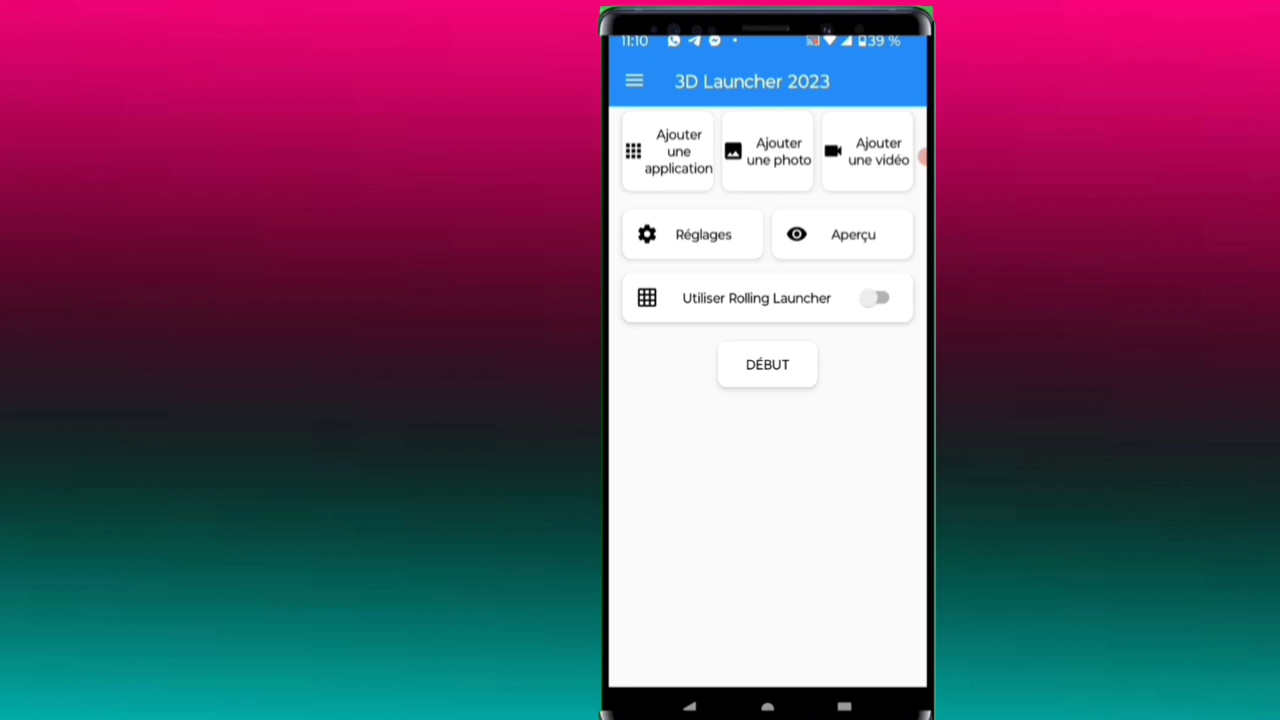 11:10
39 %
3D Launcher 2023
Ajouter
une
application
Ajouter
une photo
Ajouter
une vidéo
Réglages
Aperçu
Utiliser Rolling Launcher
DÉBUT